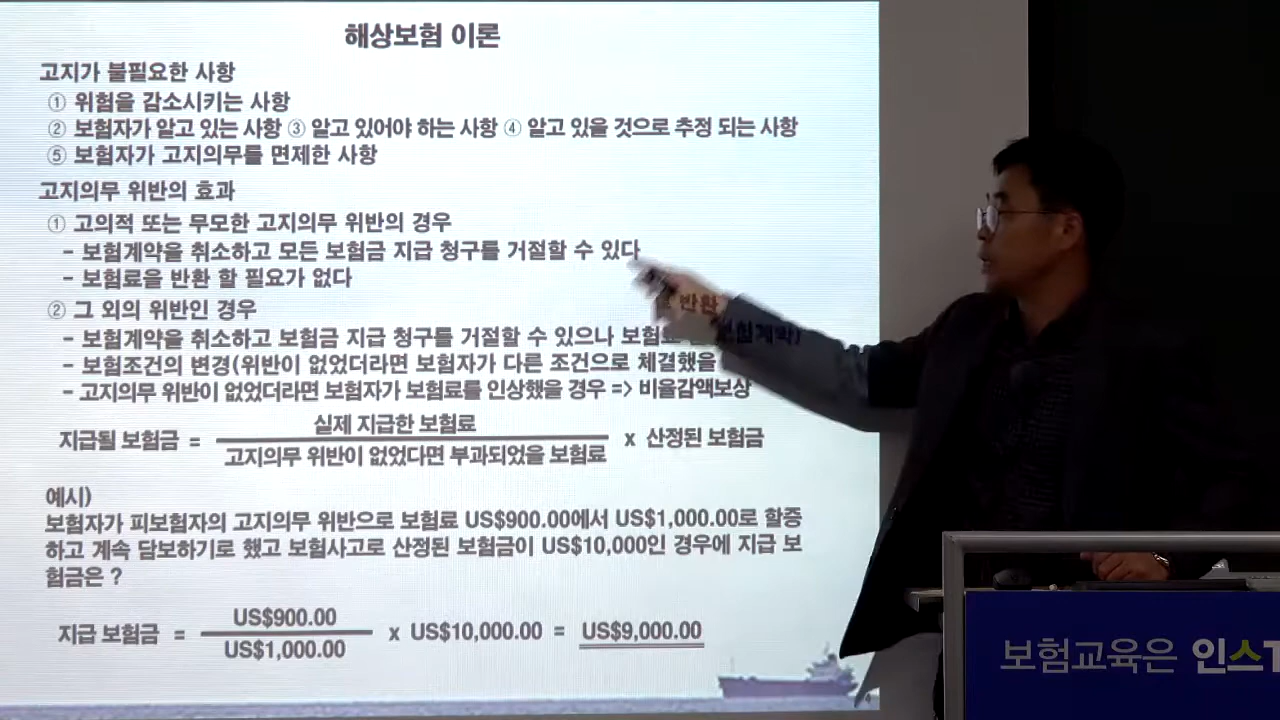 해상보험 이론
고지가 불필요한 사항
① 위험을 감소시키는 사항
② 보험자가 알고 있는 사항 ③ 알고 있어야 하는 사항 ④ 알고 있을 것으로 추정 되는 사항
⑤ 보험자가 고지의무를 면제한 사항
고지의무 위반의 효과
① 고의적 또는 무모한 고지의무 위반의 경우
- 보험계약을 취소하고 모든 보험금 지급 청구를 거절할 수 있다
- 보험료을 반환 할 필요가 없다
② 그 외의 위반인 경우
반환
- 보험계약을 취소하고 보험금 지급 청구를 거절할 수 있으나 보험료
- 보험조건의 변경(위반이 없었더라면 보험자가 다른 조건으로 체결했을
- 고지의무 위반이 없었더라면 보험자가 보험료를 인상했을 경우 => 비율감액보상
지급될 보험금 = 실제 지급한 보험료
고지의무 위반이 없었다면 부과되었을 보험료 x 산정된 보험금
예시)
보험자가 피보험자의 고지의무 위반으로 보험료 US$900.00에서 US$1,000.00로 할증
하고 계속 담보하기로 했고 보험사고로 산정된 보험금이 US$10,000인 경우에 지급 보
험금은 ?
지급 보험금 = US$900.00
US$1,000.00 x US$10,000.00 = US$9,000.00
보험교육은 인스